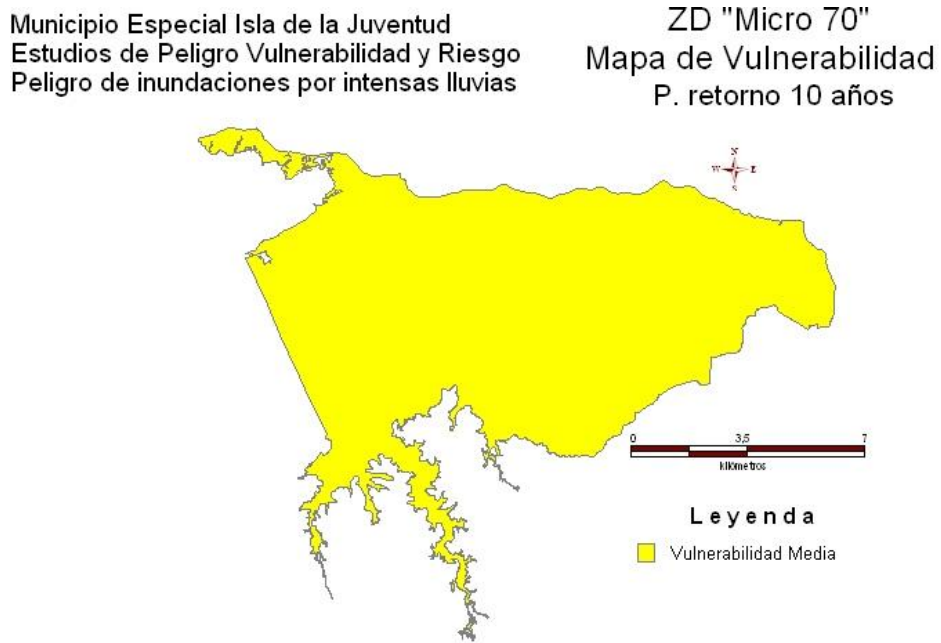 Municipio Especial Isla de la Juventud
Estudios de Peligro Vulnerabilidad y Riesgo
Peligro de inundaciones por intensas lluvias
ZD "Micro 70"
Mapa de Vulnerabilidad
P. retorno 10 años
N
W E
S
0 3,5 7
kilómetros
Leyenda
Vulnerabilidad Media